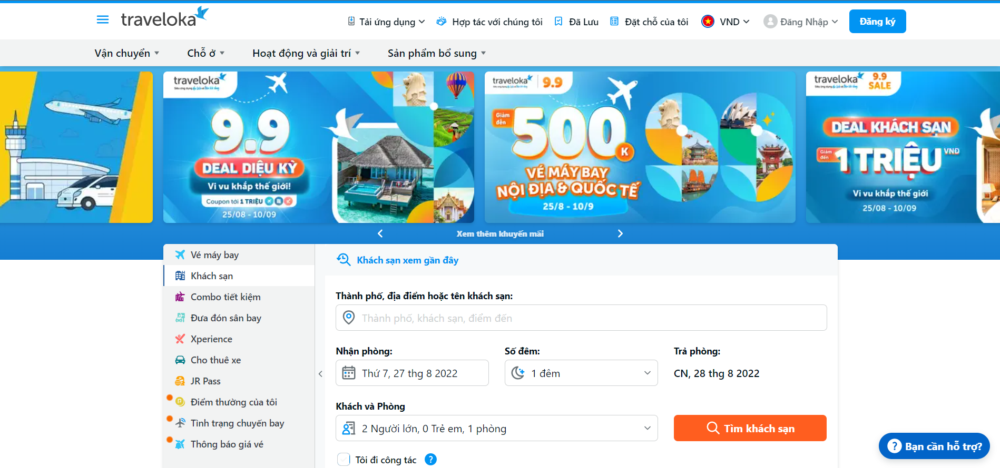 traveloka
Tải ứng dụng
Hợp tác với chúng tôi
Đã Lưu
Đặt chỗ của tôi
VND
Đăng Nhập
Đăng ký
Vận chuyển
Chỗ ở
Hoạt động và giải trí
Sản phẩm bổ sung
traveloka
9.9
DEAL DIỆU KỲ
Vi vu khắp thế giới!
Coupon tới 1 TRIỆU
25/08 - 10/09
traveloka
9.9
Giảm đến
500K
VÉ MÁY BAY
NỘI ĐỊA & QUỐC TẾ
25/8 - 10/9
traveloka
9.9
SALE
DEAL KHÁCH SẠN
Giảm đến
1 TRIỆU VNĐ
Vi vu khắp thế giới
25/08 - 10/09
Xem thêm khuyến mãi
Vé máy bay
Khách sạn
Combo tiết kiệm
Đưa đón sân bay
Xperience
Cho thuê xe
JR Pass
Điểm thường của tôi
Tình trạng chuyến bay
Thông báo giá vé
Khách sạn xem gần đây
Thành phố, địa điểm hoặc tên khách sạn:
Thành phố, khách sạn, điểm đến
Nhận phòng:
Số đêm:
Trả phòng:
Thứ 7, 27 thg 8 2022
1 đêm
CN, 28 thg 8 2022
Khách và Phòng
2 Người lớn, 0 Trẻ em, 1 phòng
Tìm khách sạn
Tôi đi công tác
Bạn cần hỗ trợ?